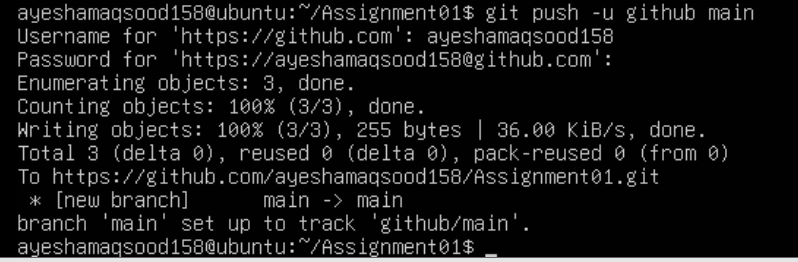 ayeshamaqsood158@ubuntu:~/Assignment01$ git push -u github main
Username for 'https://github.com': ayeshamaqsood158
Password for 'https://ayeshamaqsood158@github.com':
Enumerating objects: 3, done.
Counting objects: 100% (3/3), done.
Writing objects: 100% (3/3), 255 bytes | 36.00 KiB/s, done.
Total 3 (delta 0), reused 0 (delta 0), pack-reused 0 (from 0)
To https://github.com/ayeshamaqsood158/Assignment01.git
 * [new branch]      main -> main
branch 'main' set up to track 'github/main'.
ayeshamaqsood158@ubuntu:~/Assignment01$ _